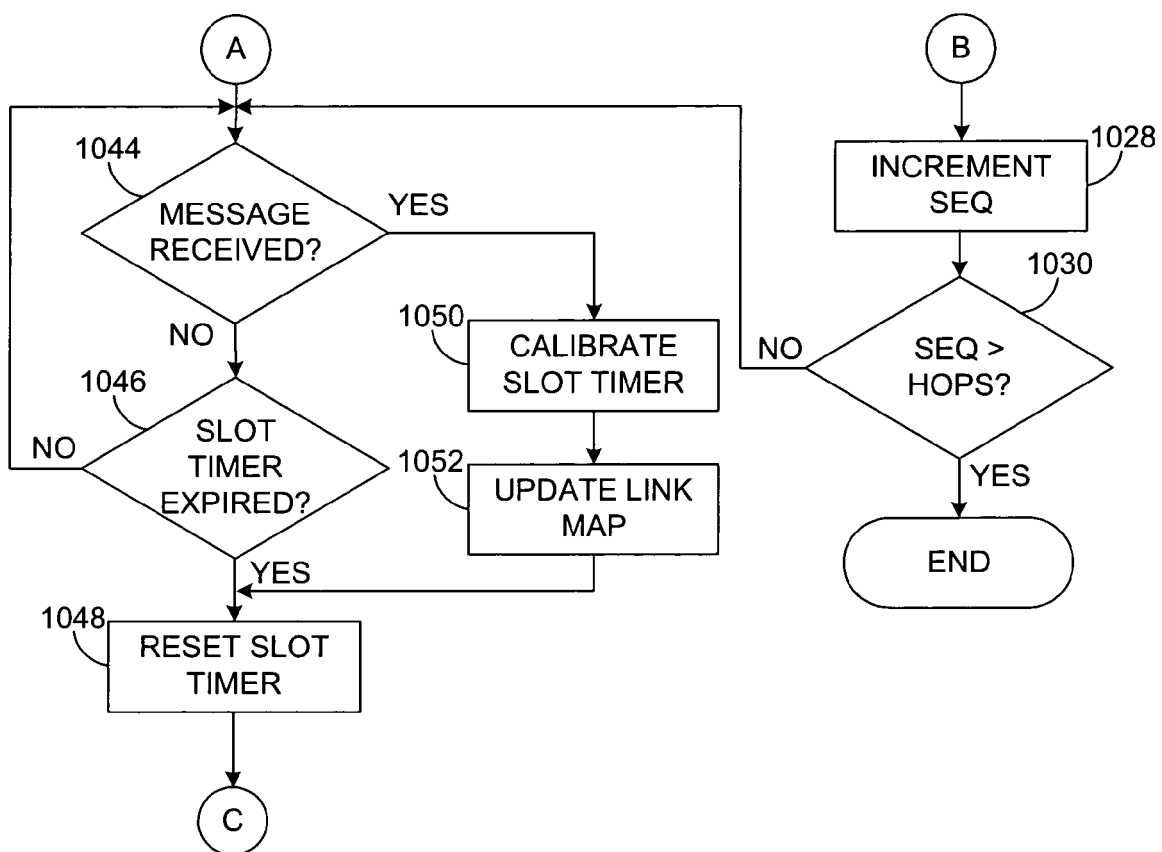 A
B
1044
MESSAGE
RECEIVED?
YES
NO
1028
INCREMENT
SEQ
1030
SEQ >
HOPS?
NO
YES
END
1050
CALIBRATE
SLOT TIMER
1046
SLOT
TIMER
EXPIRED?
NO
YES
1052
UPDATE LINK
MAP
1048
RESET SLOT
TIMER
C